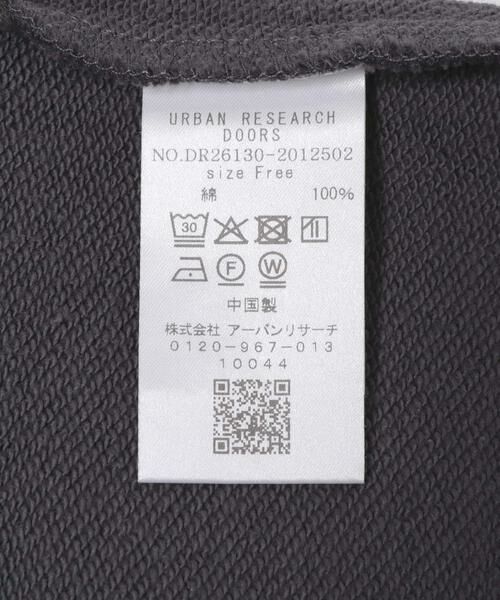 URBAN RESEARCH
DOORS
NO.DR26130-2012502
size Free
綿 100%
30
F W
中国製
株式会社 アーバンリサーチ
0120-967-013
10044